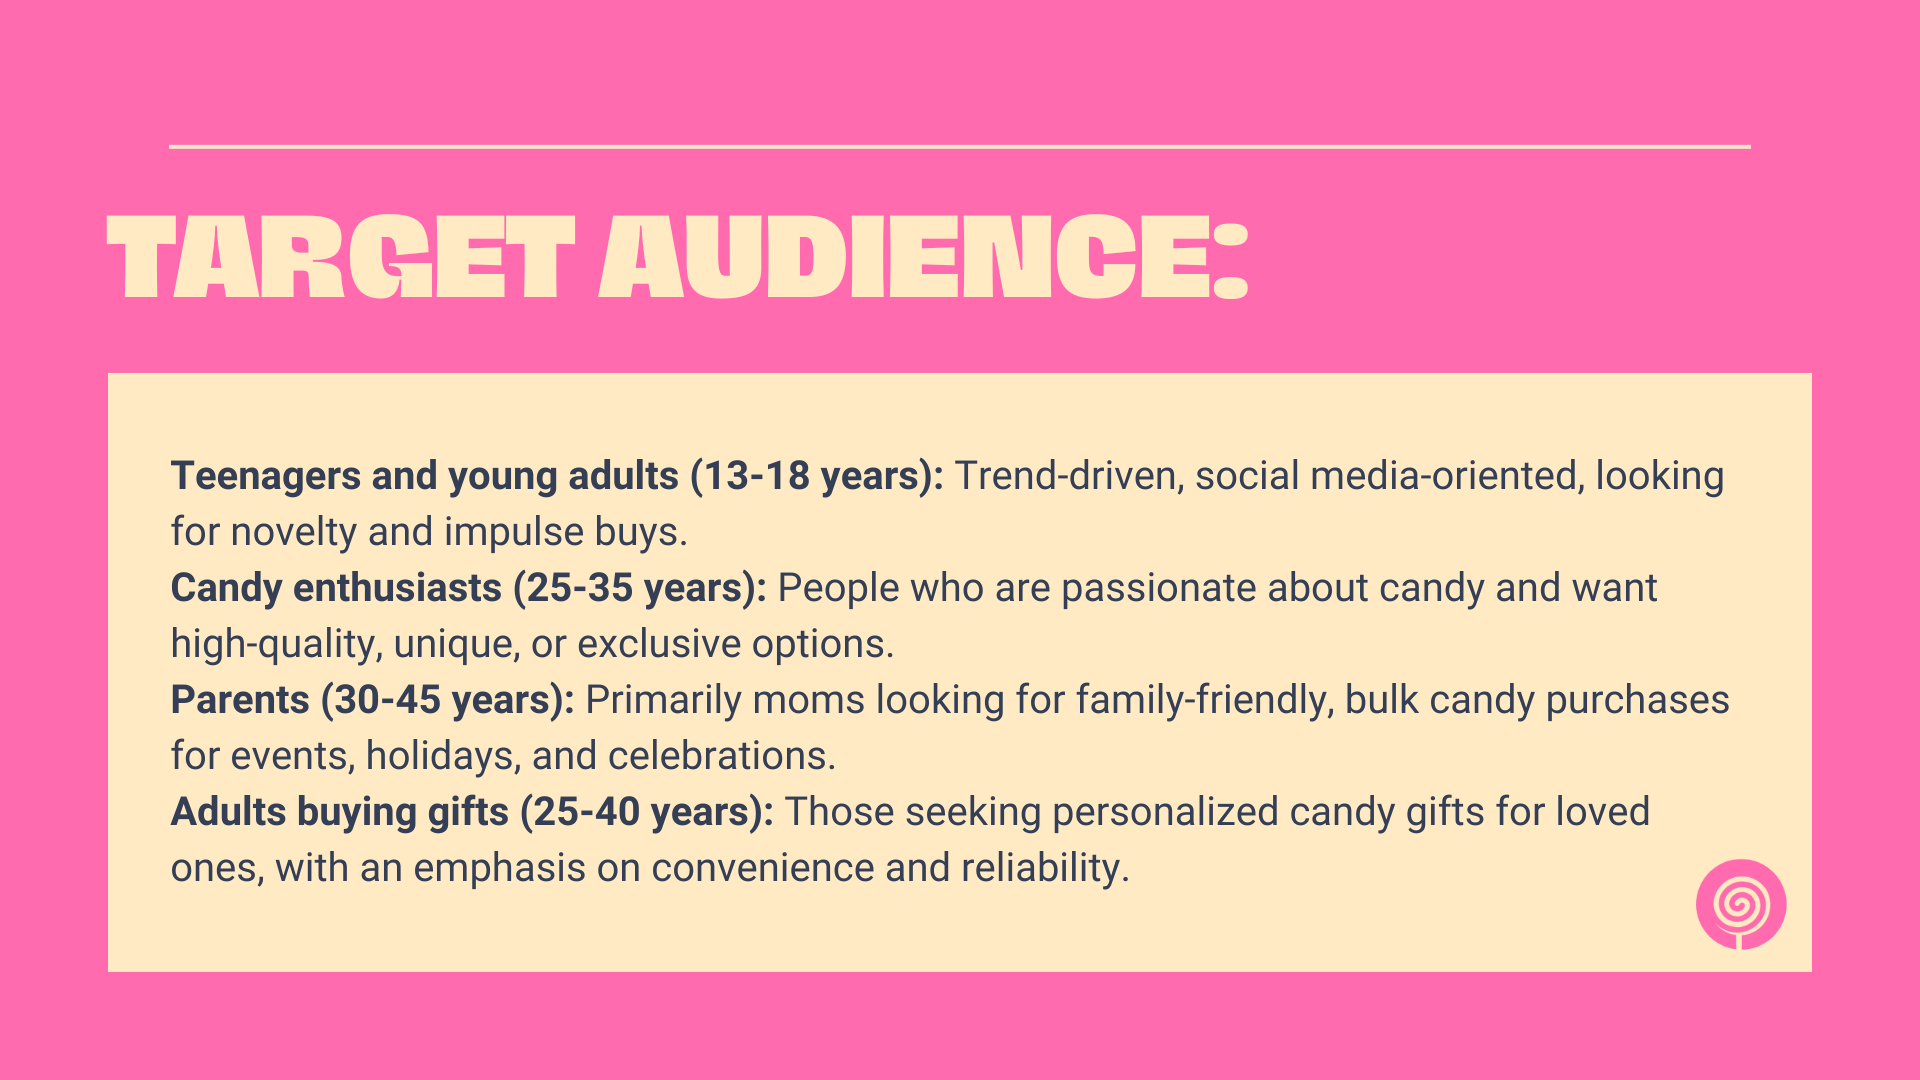 TARGET AUDIENCE:
Teenagers and young adults (13-18 years): Trend-driven, social media-oriented, looking
for novelty and impulse buys.
Candy enthusiasts (25-35 years): People who are passionate about candy and want
high-quality, unique, or exclusive options.
Parents (30-45 years): Primarily moms looking for family-friendly, bulk candy purchases
for events, holidays, and celebrations.
Adults buying gifts (25-40 years): Those seeking personalized candy gifts for loved
ones, with an emphasis on convenience and reliability.